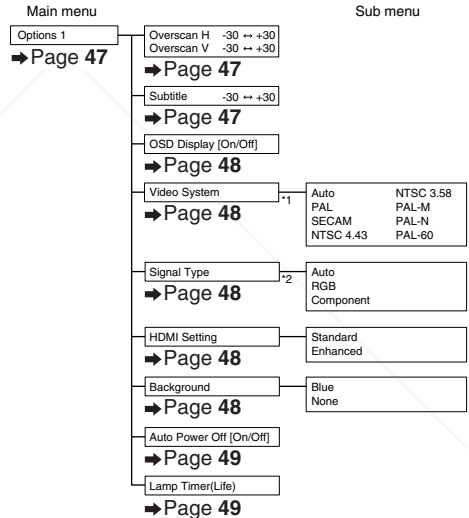 Main menu
Sub menu
Options 1
➡Page 47
Overscan H -30 ↔ +30
Overscan V -30 ↔ +30
➡Page 47
Subtitle -30 ↔ +30
➡Page 47
OSD Display [On/Off]
➡Page 48
Video System
*1
➡Page 48
Auto NTSC 3.58
PAL PAL-M
SECAM PAL-N
NTSC 4.43 PAL-60
Signal Type
*2
➡Page 48
Auto
RGB
Component
HDMI Setting
➡Page 48
Standard
Enhanced
Background
➡Page 48
Blue
None
Auto Power Off [On/Off]
➡Page 49
Lamp Timer(Life)
➡Page 49